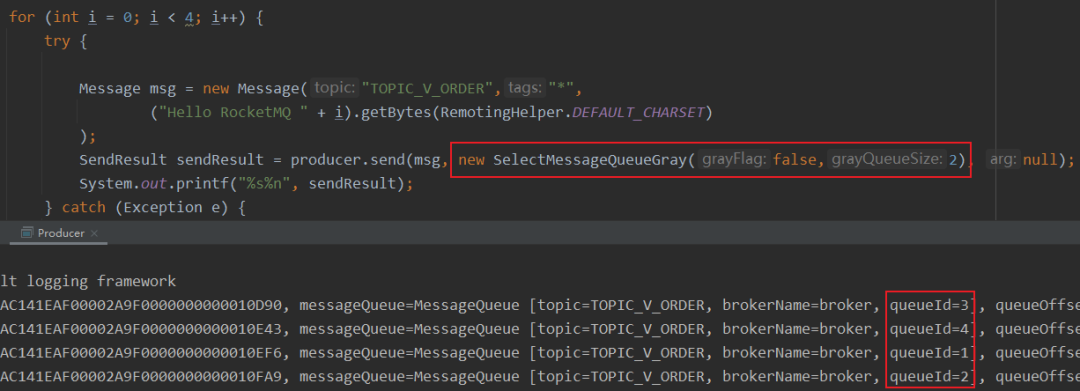 for (int i = 0; i < 4; i++) {
try {
Message msg = new Message( topic: "TOPIC_V_ORDER", tags: "*",
("Hello RocketMQ " + i).getBytes(RemotingHelper.DEFAULT_CHARSET)
);
SendResult sendResult = producer.send(msg, new SelectMessageQueueGray( grayFlag: false, grayQueueSize: 2), arg: null);
System.out.printf("%s%n", sendResult);
} catch (Exception e) {
Producer ×
lt logging framework
AC141EAF00002A9F0000000000010D90, messageQueue=MessageQueue [topic=TOPIC_V_ORDER, brokerName=broker, queueId=3], queueOffse
AC141EAF00002A9F0000000000010E43, messageQueue=MessageQueue [topic=TOPIC_V_ORDER, brokerName=broker, queueId=4], queueOffse
AC141EAF00002A9F0000000000010EF6, messageQueue=MessageQueue [topic=TOPIC_V_ORDER, brokerName=broker, queueId=1], queueOffse
AC141EAF00002A9F0000000000010FA9, messageQueue=MessageQueue [topic=TOPIC_V_ORDER, brokerName=broker, queueId=2], queueOffse